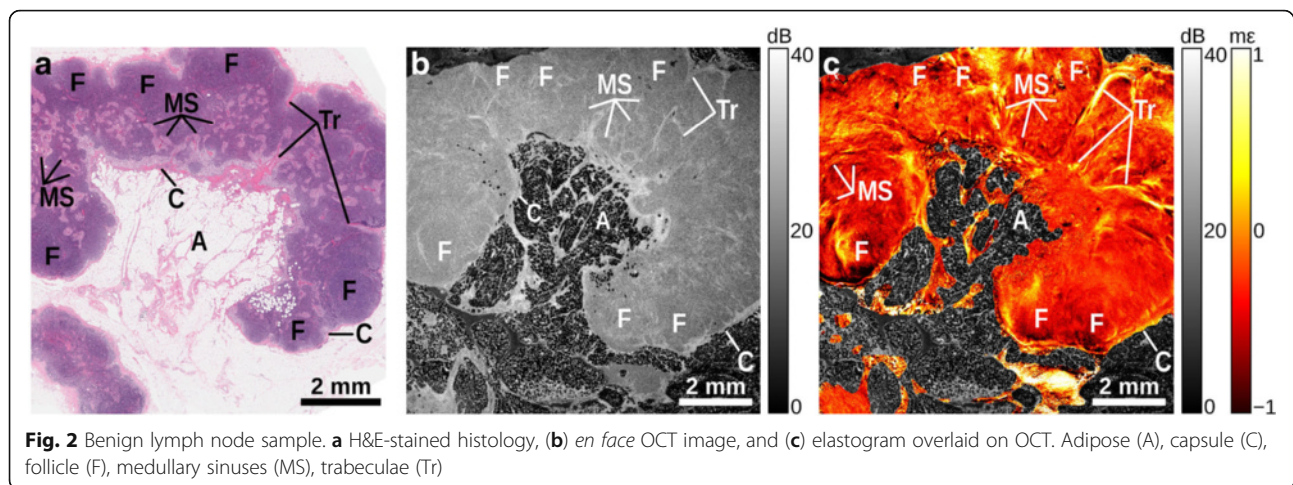 a
F
F
F
MS
Tr
MS
C
A
F
F
F
C
2 mm
b
F
F
MS
F
Tr
C
A
F
F
F
C
2 mm
dB
40
20
0
c
F
F
MS
F
Tr
MS
A
F
F
F
C
2 mm
dB mε
40 1
20 0
0 −1
Fig. 2 Benign lymph node sample. a H&E-stained histology, (b) en face OCT image, and (c) elastogram overlaid on OCT. Adipose (A), capsule (C),
follicle (F), medullary sinuses (MS), trabeculae (Tr)